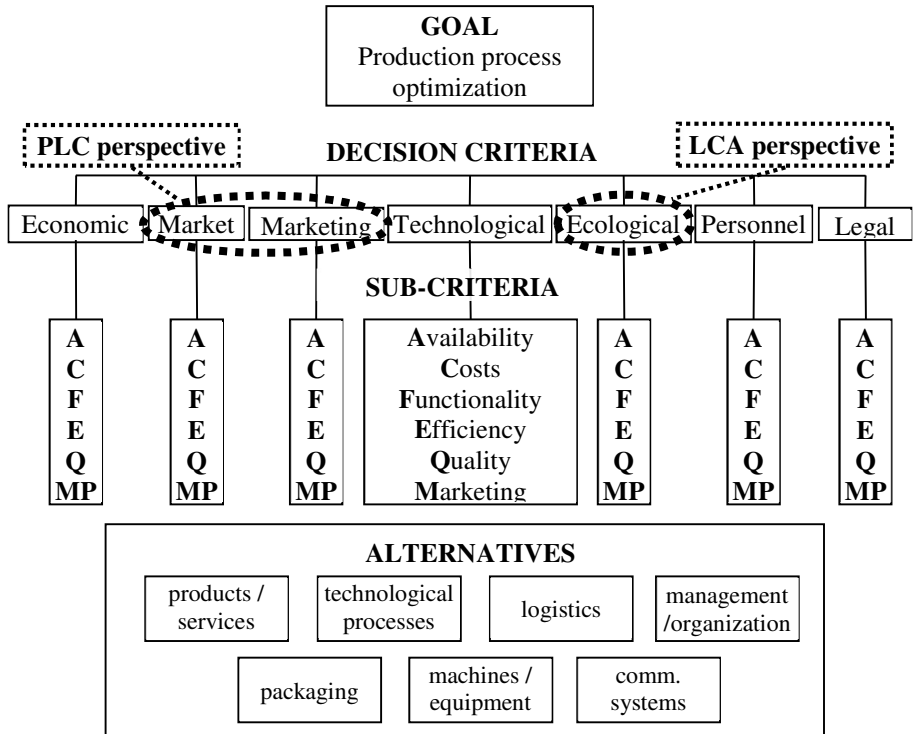 GOAL
Production process
optimization
PLC perspective
LCA perspective
DECISION CRITERIA
Economic
Market
Marketing
Technological
Ecological
Personnel
Legal
SUB-CRITERIA
A
C
F
E
Q
MP
A
C
F
E
Q
MP
A
C
F
E
Q
MP
Availability
Costs
Functionality
Efficiency
Quality
Marketing
A
C
F
E
Q
MP
A
C
F
E
Q
MP
A
C
F
E
Q
MP
ALTERNATIVES
products /
services
technological
processes
logistics
management
/organization
packaging
machines /
equipment
comm.
systems